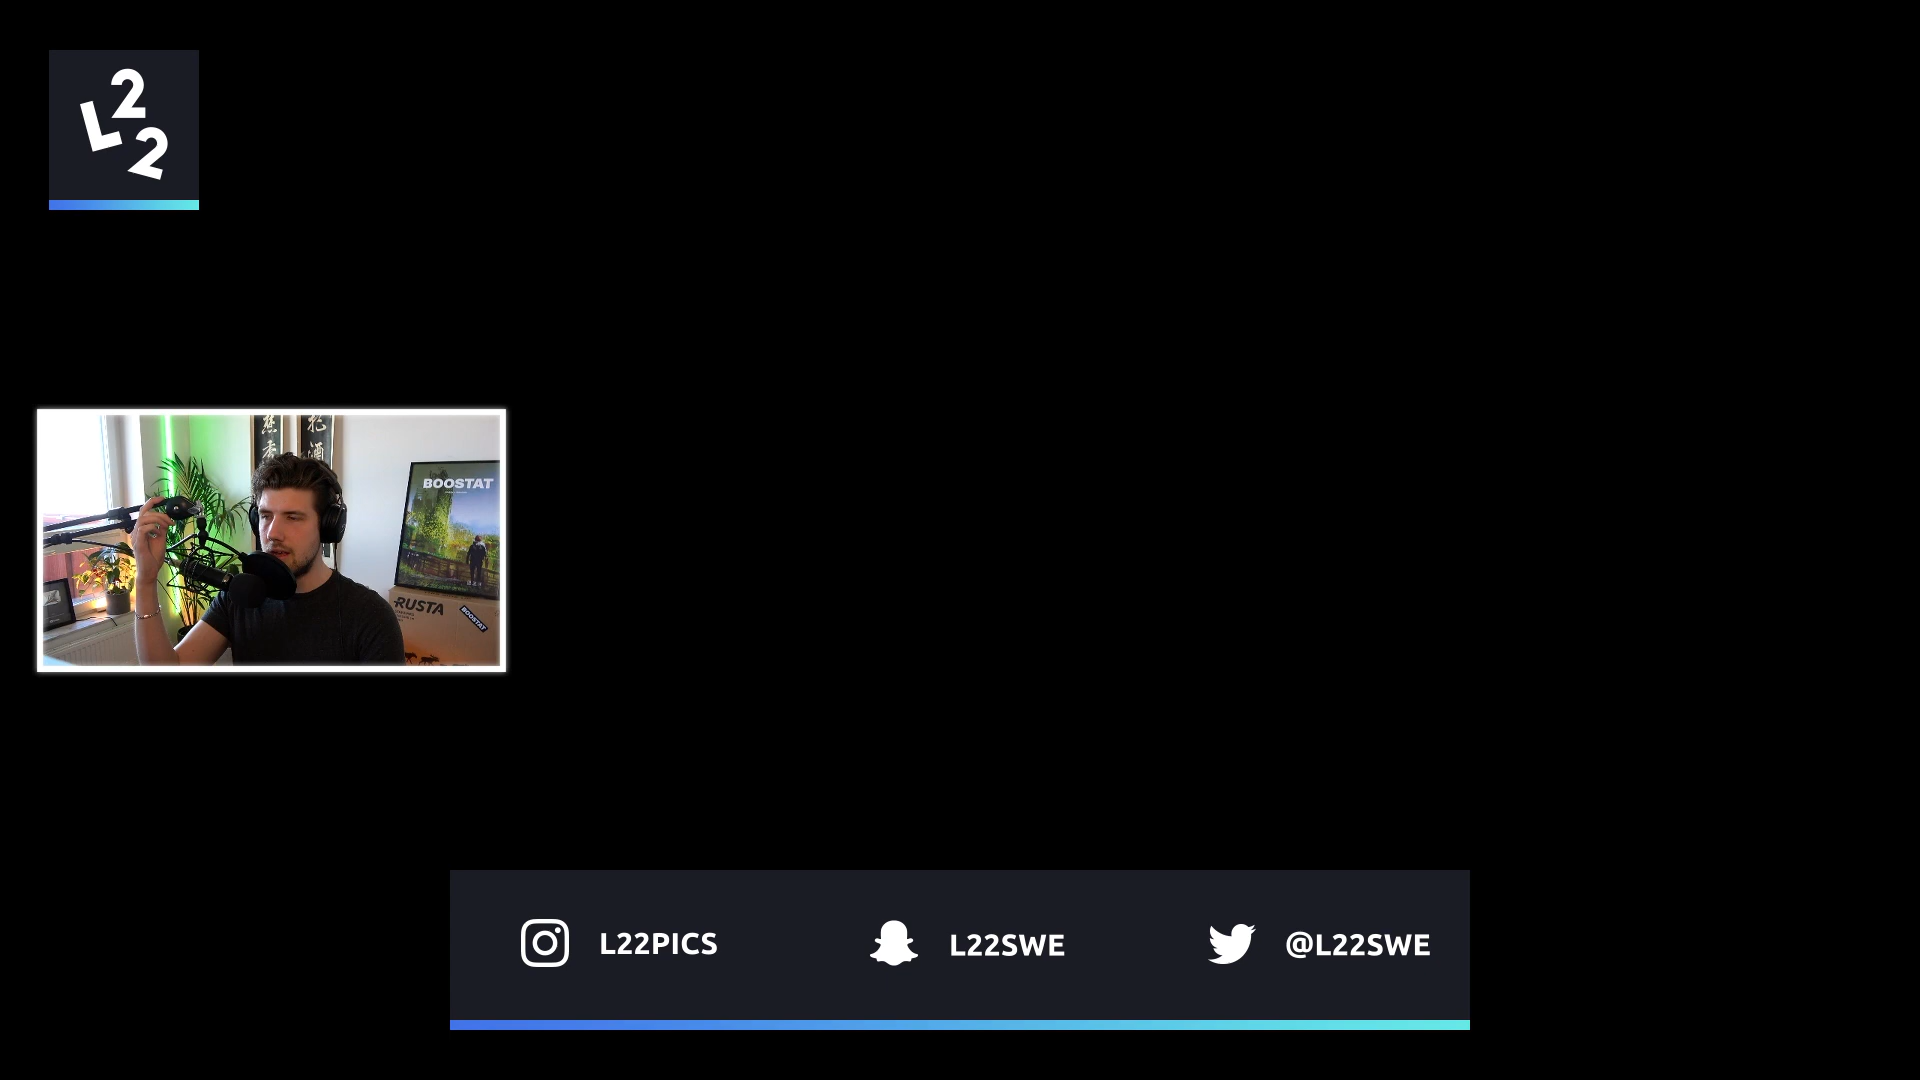 L22
BOOSTAT
RUSTA
BOOSTAT
L22PICS
L22SWE
@L22SWE